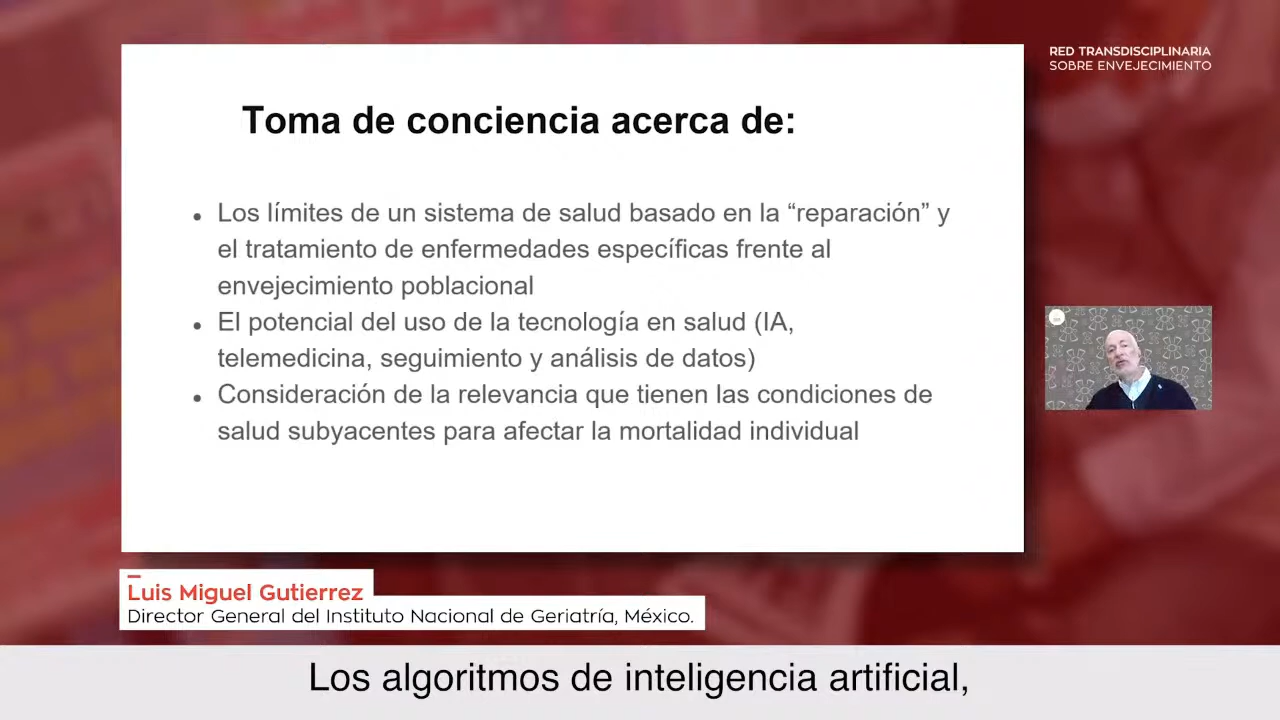 RED TRANSDISCIPLINARIA
SOBRE ENVEJECIMIENTO
Toma de conciencia acerca de:
• Los límites de un sistema de salud basado en la “reparación” y
el tratamiento de enfermedades específicas frente al
envejecimiento poblacional
• El potencial del uso de la tecnología en salud (IA,
telemedicina, seguimiento y análisis de datos)
• Consideración de la relevancia que tienen las condiciones de
salud subyacentes para afectar la mortalidad individual
Luis Miguel Gutierrez
Director General del Instituto Nacional de Geriatría, México.
Los algoritmos de inteligencia artificial,